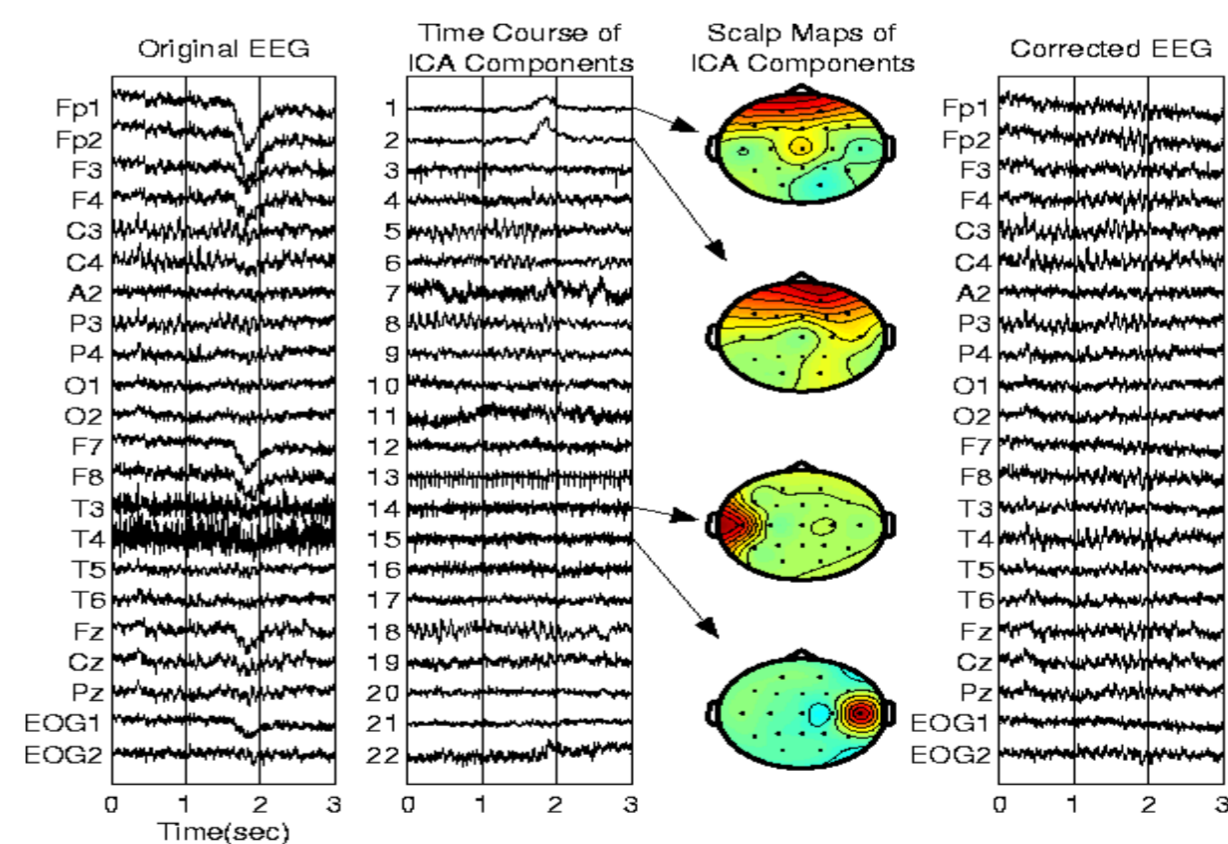 Original EEG
Time Course of
ICA Components
Scalp Maps of
ICA Components
Corrected EEG
Fp1
Fp2
F3
F4
C3
C4
A2
P3
P4
O1
O2
F7
F8
T3
T4
T5
T6
Fz
Cz
Pz
EOG1
EOG2
0 1 2 3
Time(sec)
1
2
3
4
5
6
7
8
9
10
11
12
13
14
15
16
17
18
19
20
21
22
0 1 2 3
Fp1
Fp2
F3
F4
C3
C4
A2
P3
P4
O1
O2
F7
F8
T3
T4
T5
T6
Fz
Cz
Pz
EOG1
EOG2
0 1 2 3